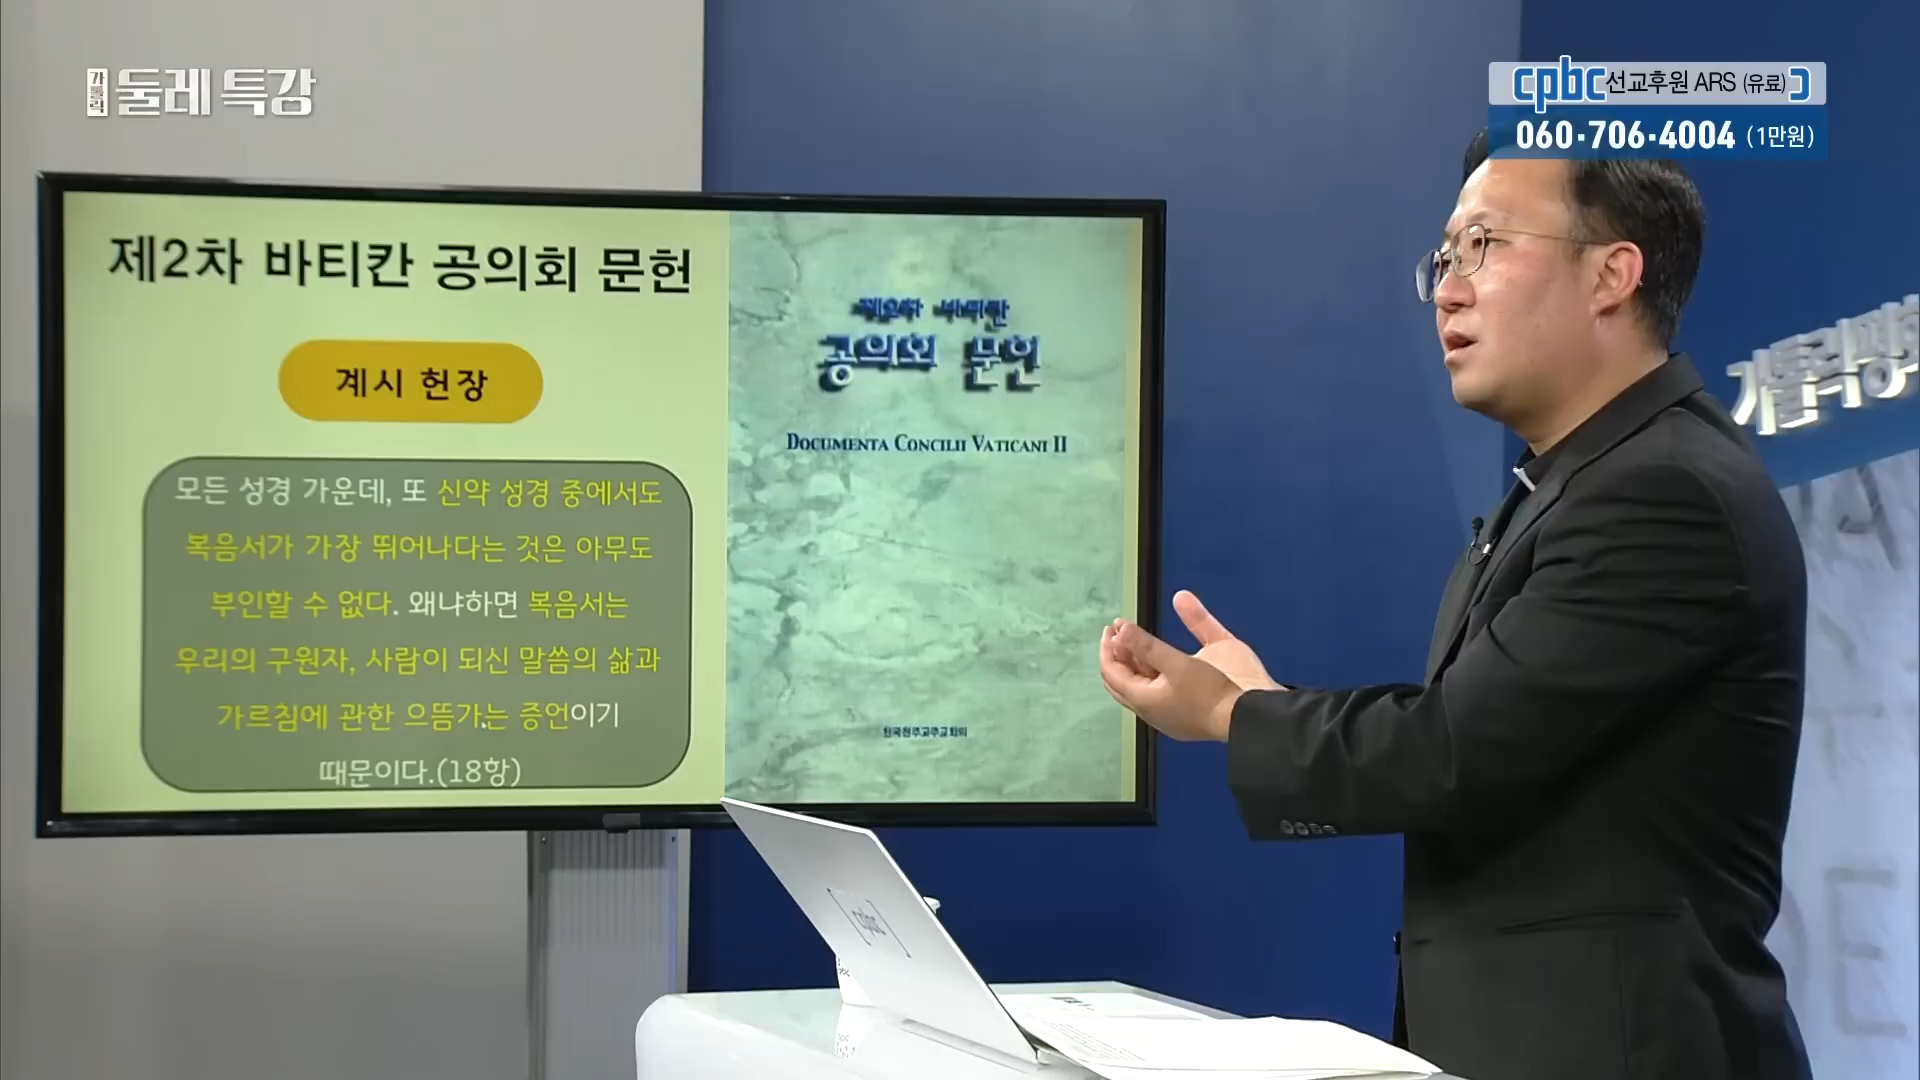 가톨릭
둘레 특강
cpbc 선교후원 ARS (유료)
060·706·4004 (1만원)
제2차 바티칸 공의회 문헌
계시 헌장
모든 성경 가운데, 또 신약 성경 중에서도
복음서가 가장 뛰어나다는 것은 아무도
부인할 수 없다. 왜냐하면 복음서는
우리의 구원자, 사람이 되신 말씀의 삶과
가르침에 관한 으뜸가는 증언이기
때문이다.(18항)
제2차 바티칸
공의회 문헌
DOCUMENTA CONCILII VATICANI II
한국천주교주교회의
가톨릭평화
cpbc